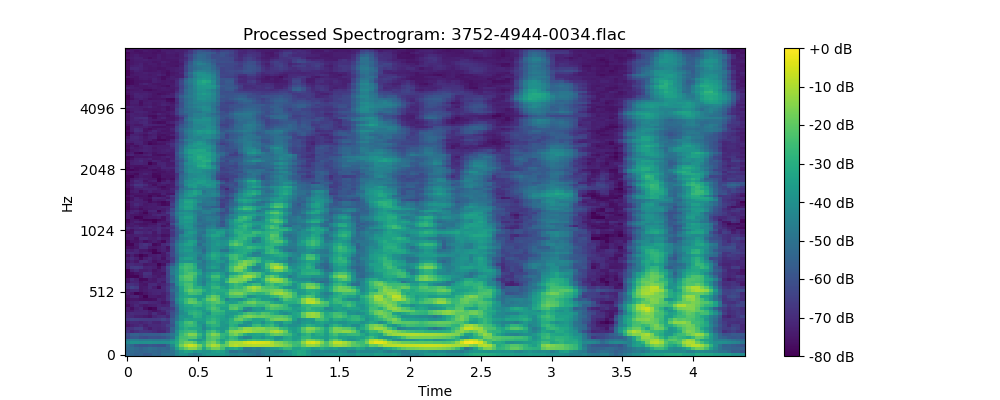 Processed Spectrogram: 3752-4944-0034.flac
Hz
4096
2048
1024
512
0
0 0.5 1 1.5 2 2.5 3 3.5 4
Time
+0 dB
-10 dB
-20 dB
-30 dB
-40 dB
-50 dB
-60 dB
-70 dB
-80 dB